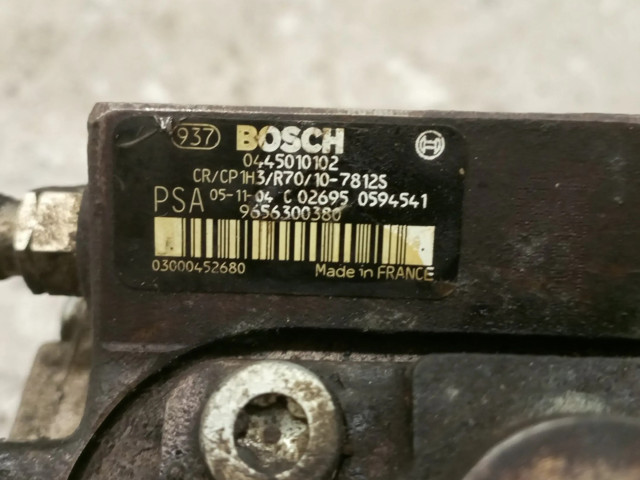 937 BOSCH
0445010102
CR/CP1H3/R70/10-7812S
PSA 05-11-04 C 02695 0594541
9656300380
03000452680 Made in FRANCE